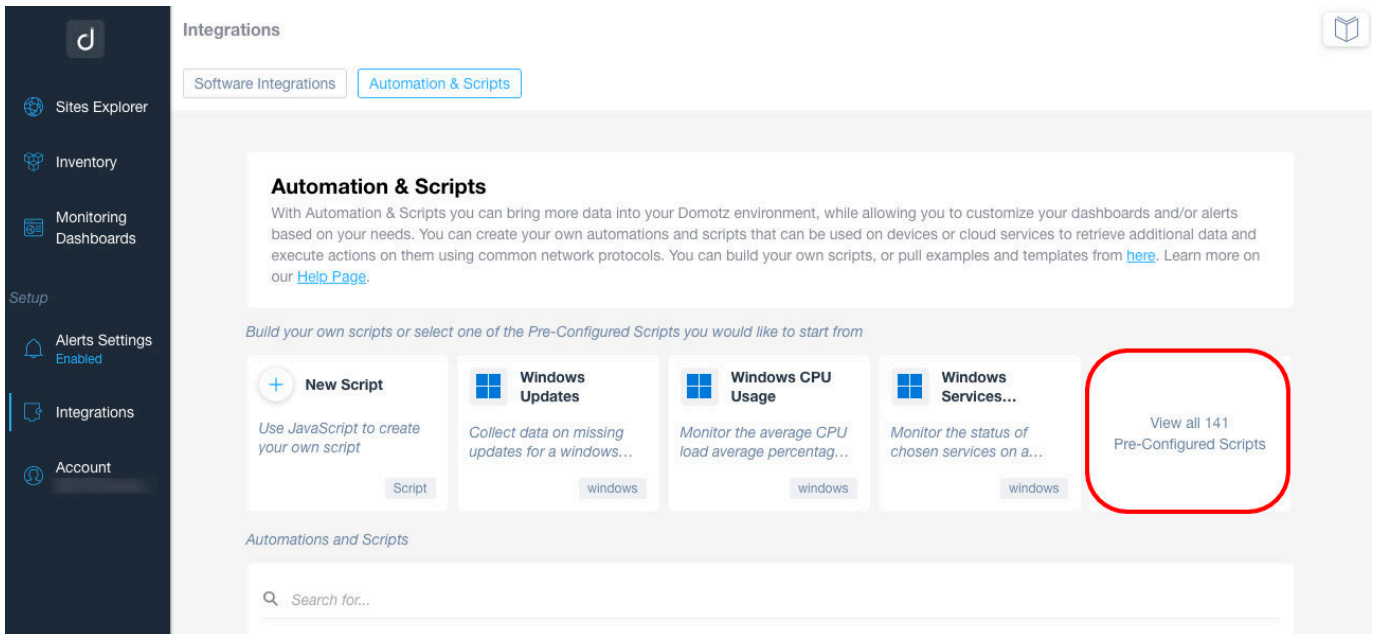 Integrations
Software Integrations
Automation & Scripts
Sites Explorer
Inventory
Monitoring
Dashboards
Setup
Alerts Settings
Enabled
Integrations
Account
Automation & Scripts
With Automation & Scripts you can bring more data into your Domotz environment, while allowing you to customize your dashboards and/or alerts
based on your needs. You can create your own automations and scripts that can be used on devices or cloud services to retrieve additional data and
execute actions on them using common network protocols. You can build your own scripts, or pull examples and templates from here. Learn more on
our Help Page.
Build your own scripts or select one of the Pre-Configured Scripts you would like to start from
New Script
Use JavaScript to create
your own script
Script
Windows
Updates
Collect data on missing
updates for a windows...
windows
Windows CPU
Usage
Monitor the average CPU
load average percentag...
windows
Windows
Services...
Monitor the status of
chosen services on a...
windows
View all 141
Pre-Configured Scripts
Automations and Scripts
Search for...